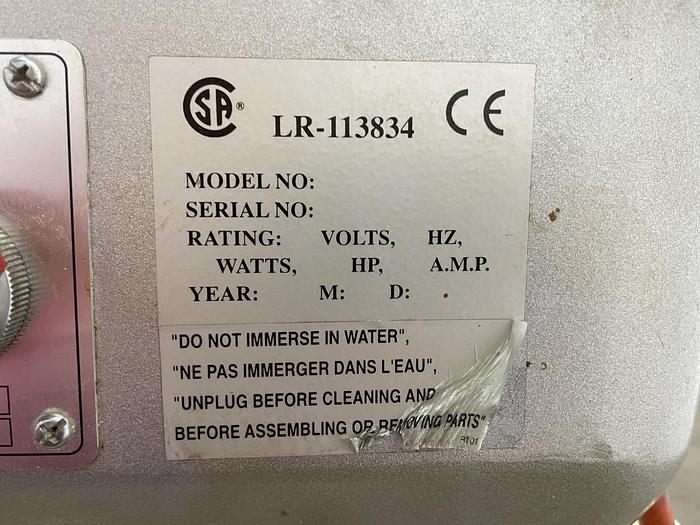 CSA®
LR-113834
CE
MODEL NO:
SERIAL NO:
RATING: VOLTS, HZ,
WATTS, HP, A.M.P.
YEAR: M: D:
"DO NOT IMMERSE IN WATER",
"NE PAS IMMERGER DANS L'EAU",
"UNPLUG BEFORE CLEANING AND
BEFORE ASSEMBLING OR REMOVING PARTS"